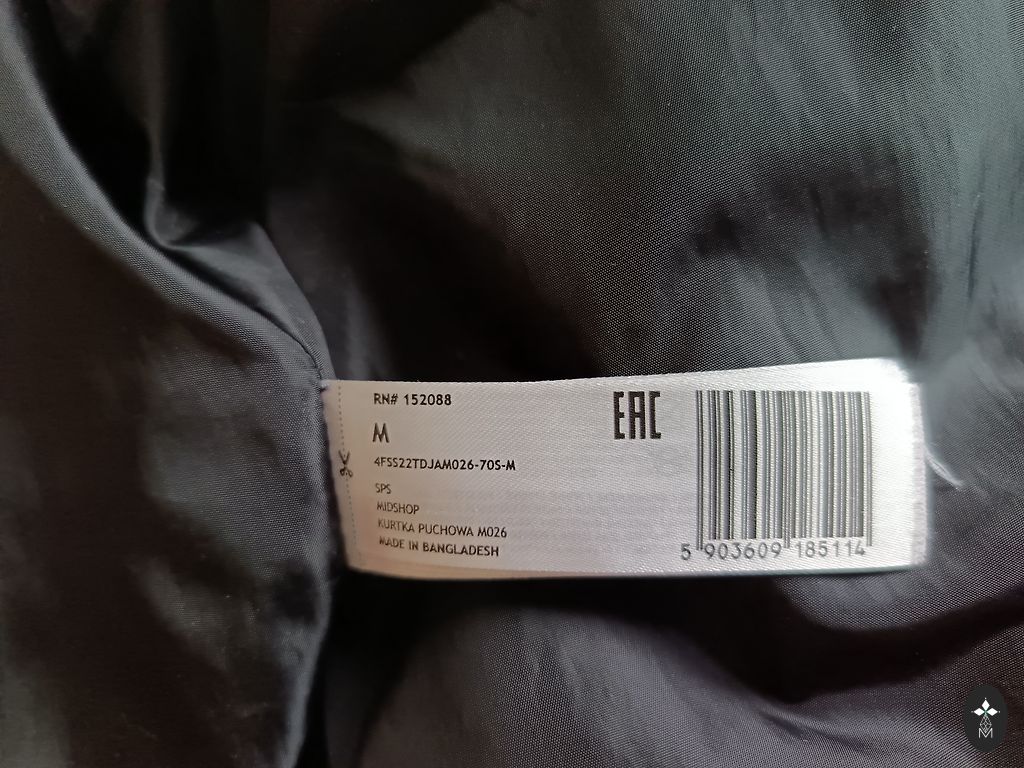 RN# 152088
EAC
M
4FSS22TDJAM026-70S-M
SPS
MIDSHOP
KURTKA PUCHOWA M026
MADE IN BANGLADESH
5 903609 185114
M